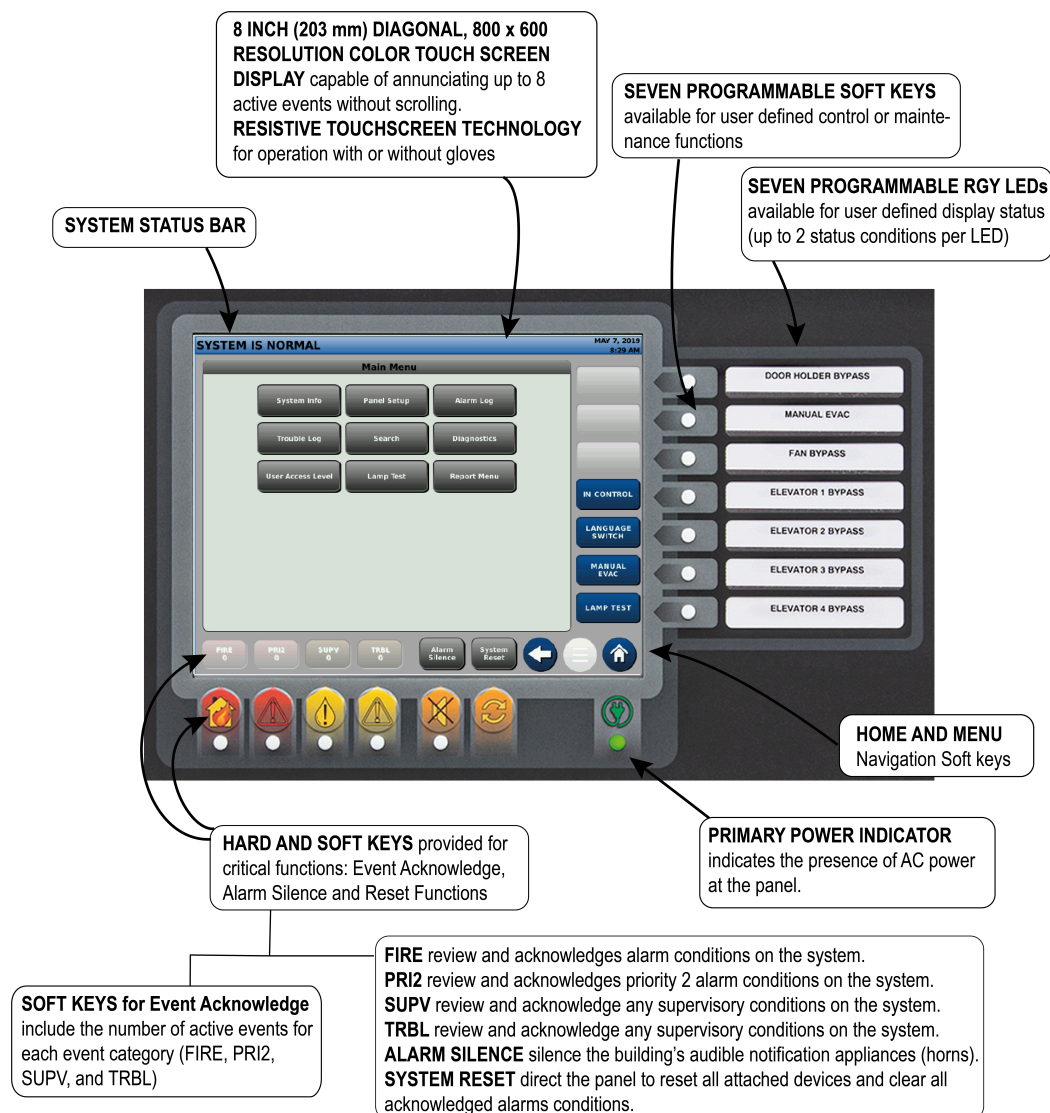 8 INCH (203 mm) DIAGONAL, 800 x 600
RESOLUTION COLOR TOUCH SCREEN
DISPLAY capable of annunciating up to 8
active events without scrolling.
RESISTIVE TOUCHSCREEN TECHNOLOGY
for operation with or without gloves
SEVEN PROGRAMMABLE SOFT KEYS
available for user defined control or mainte-
nance functions
SEVEN PROGRAMMABLE RGY LEDs
available for user defined display status
(up to 2 status conditions per LED)
SYSTEM STATUS BAR
SYSTEM IS NORMAL
MAY 7, 2019
8:29 AM
Main Menu
System Info
Panel Setup
Alarm Log
Trouble Log
Search
Diagnostics
User Access Level
Lamp Test
Report Menu
IN CONTROL
LANGUAGE
SWITCH
MANUAL
EVAC
LAMP TEST
DOOR HOLDER BYPASS
MANUAL EVAC
FAN BYPASS
ELEVATOR 1 BYPASS
ELEVATOR 2 BYPASS
ELEVATOR 3 BYPASS
ELEVATOR 4 BYPASS
FIRE
0
PRI2
0
SUPV
0
TRBL
0
Alarm
Silence
System
Reset
HOME AND MENU
Navigation Soft keys
HARD AND SOFT KEYS provided for
critical functions: Event Acknowledge,
Alarm Silence and Reset Functions
PRIMARY POWER INDICATOR
indicates the presence of AC power
at the panel.
SOFT KEYS for Event Acknowledge
include the number of active events for
each event category (FIRE, PRI2,
SUPV, and TRBL)
FIRE review and acknowledges alarm conditions on the system.
PRI2 review and acknowledges priority 2 alarm conditions on the system.
SUPV review and acknowledge any supervisory conditions on the system.
TRBL review and acknowledge any supervisory conditions on the system.
ALARM SILENCE silence the building's audible notification appliances (horns).
SYSTEM RESET direct the panel to reset all attached devices and clear all
acknowledged alarms conditions.